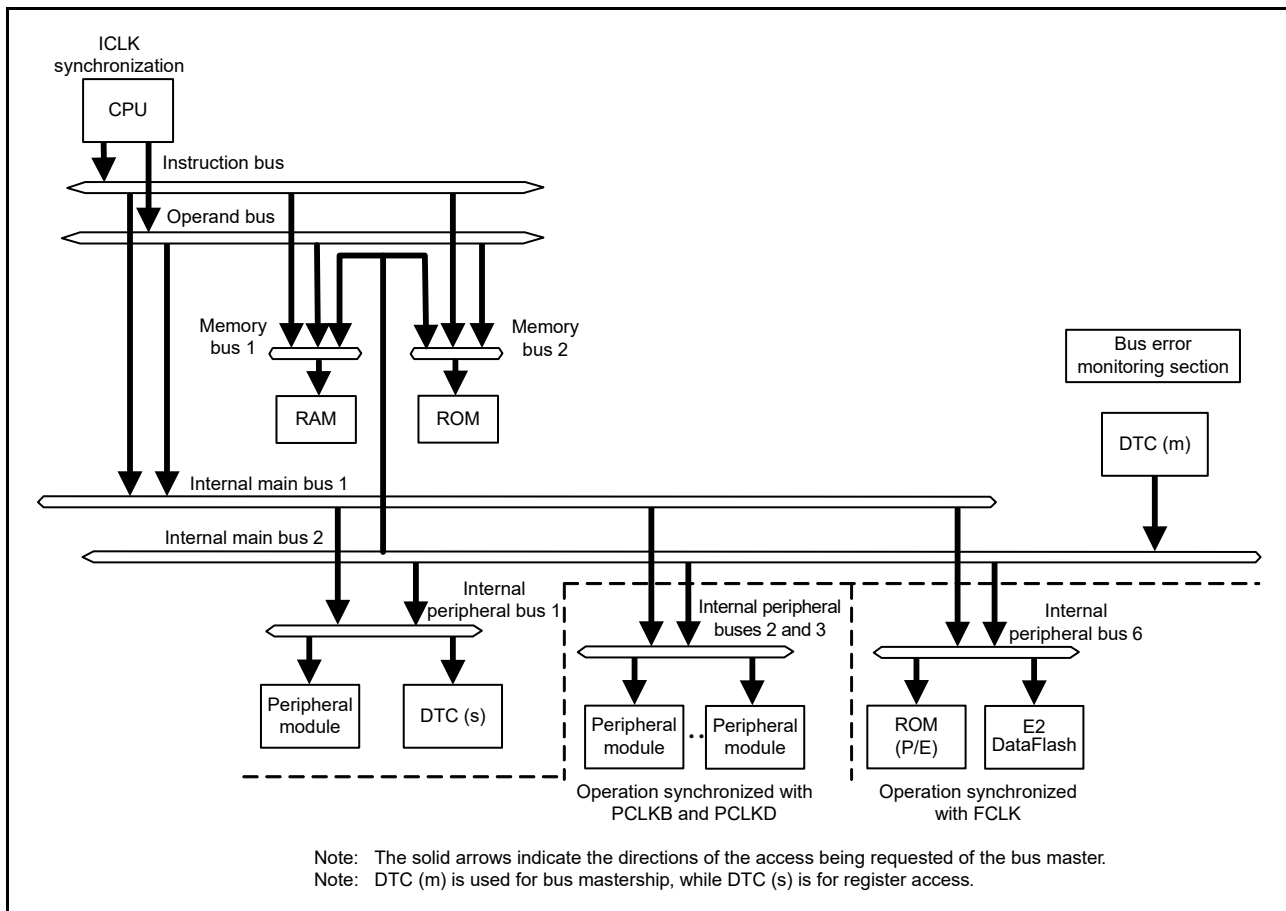 ICLK
synchronization
CPU
Instruction bus
Operand bus
Memory
bus 1
Memory
bus 2
Bus error
monitoring section
RAM
ROM
DTC (m)
Internal main bus 1
Internal main bus 2
Internal
peripheral bus 1
Internal peripheral
buses 2 and 3
Internal
peripheral bus 6
Peripheral
module
DTC (s)
Peripheral
module
··
Peripheral
module
ROM
(P/E)
E2
DataFlash
Operation synchronized with
PCLKB and PCLKD
Operation synchronized
with FCLK
Note: The solid arrows indicate the directions of the access being requested of the bus master.
Note: DTC (m) is used for bus mastership, while DTC (s) is for register access.